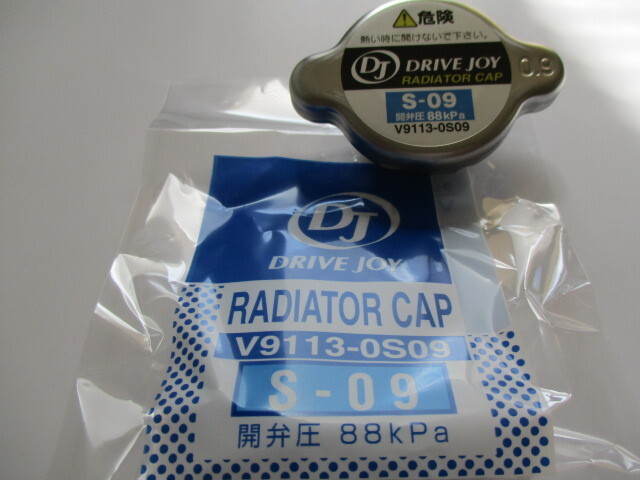 危険
熱い時に開けないで下さい。
DJ DRIVE JOY
RADIATOR CAP
0.9
S-09
開弁圧 88kPa
V9113-0S09
DJ
DRIVE JOY
RADIATOR CAP
V9113-0S09
S-09
開弁圧 88kPa